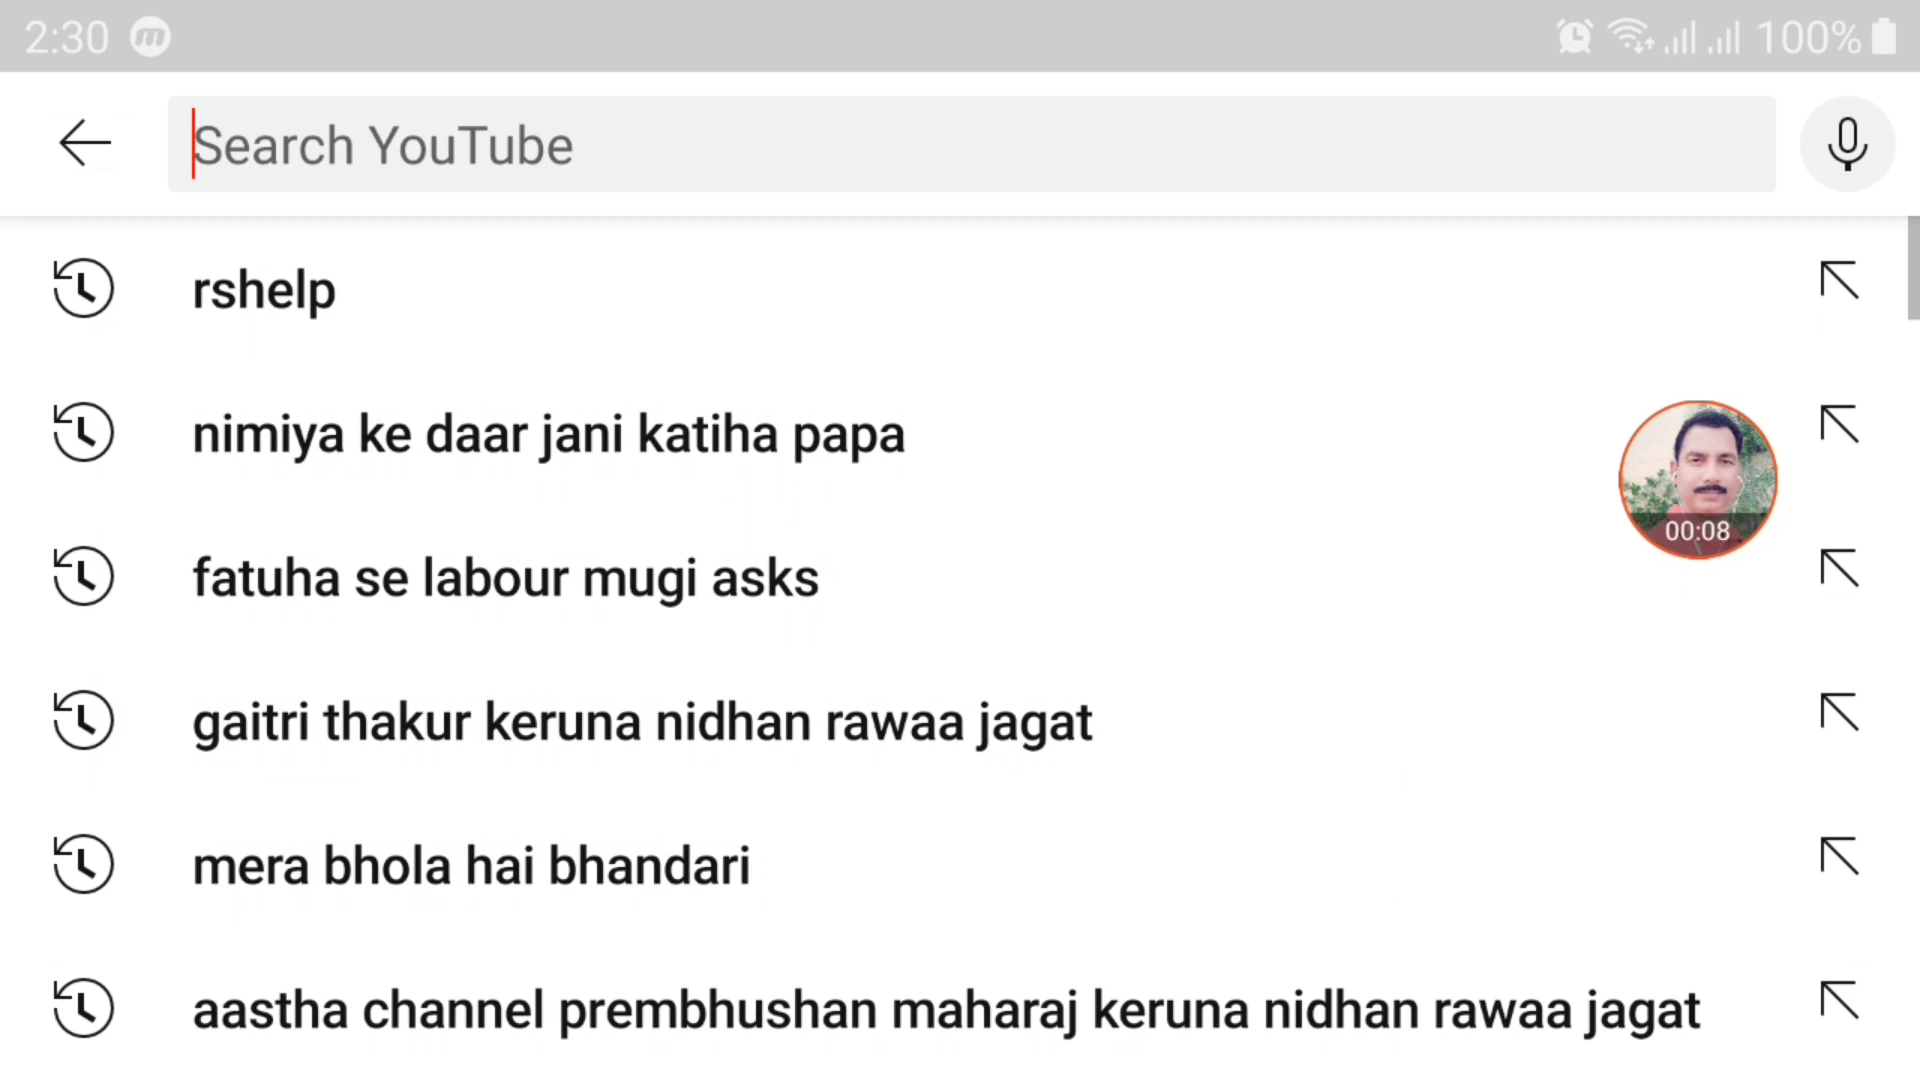 2:30 m 100%
Search YouTube
rshelp
nimiya ke daar jani katiha papa
00:08
fatuha se labour mugi asks
gaitri thakur keruna nidhan rawaa jagat
mera bhola hai bhandari
aastha channel prembhushan maharaj keruna nidhan rawaa jagat